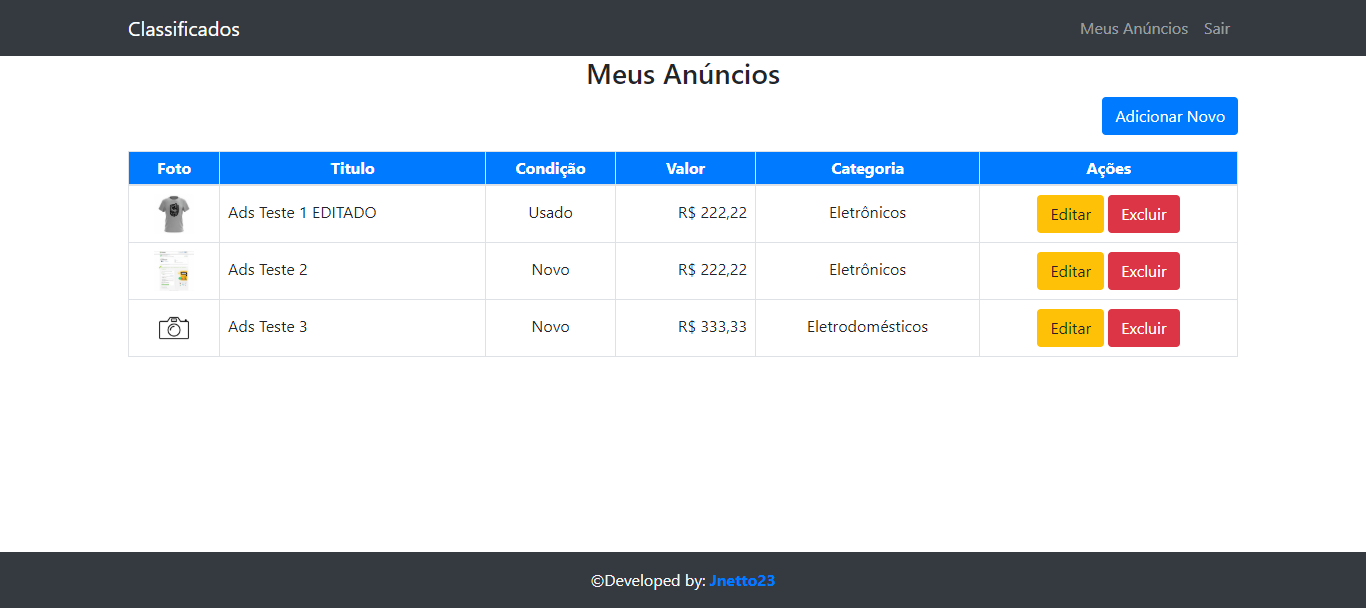 Classificados Meus Anúncios Sair
Meus Anúncios
Adicionar Novo
Foto Titulo Condição Valor Categoria Ações
Ads Teste 1 EDITADO Usado R$ 222,22 Eletrônicos Editar Excluir
Ads Teste 2 Novo R$ 222,22 Eletrônicos Editar Excluir
Ads Teste 3 Novo R$ 333,33 Eletrodomésticos Editar Excluir
©Developed by: Jnetto23